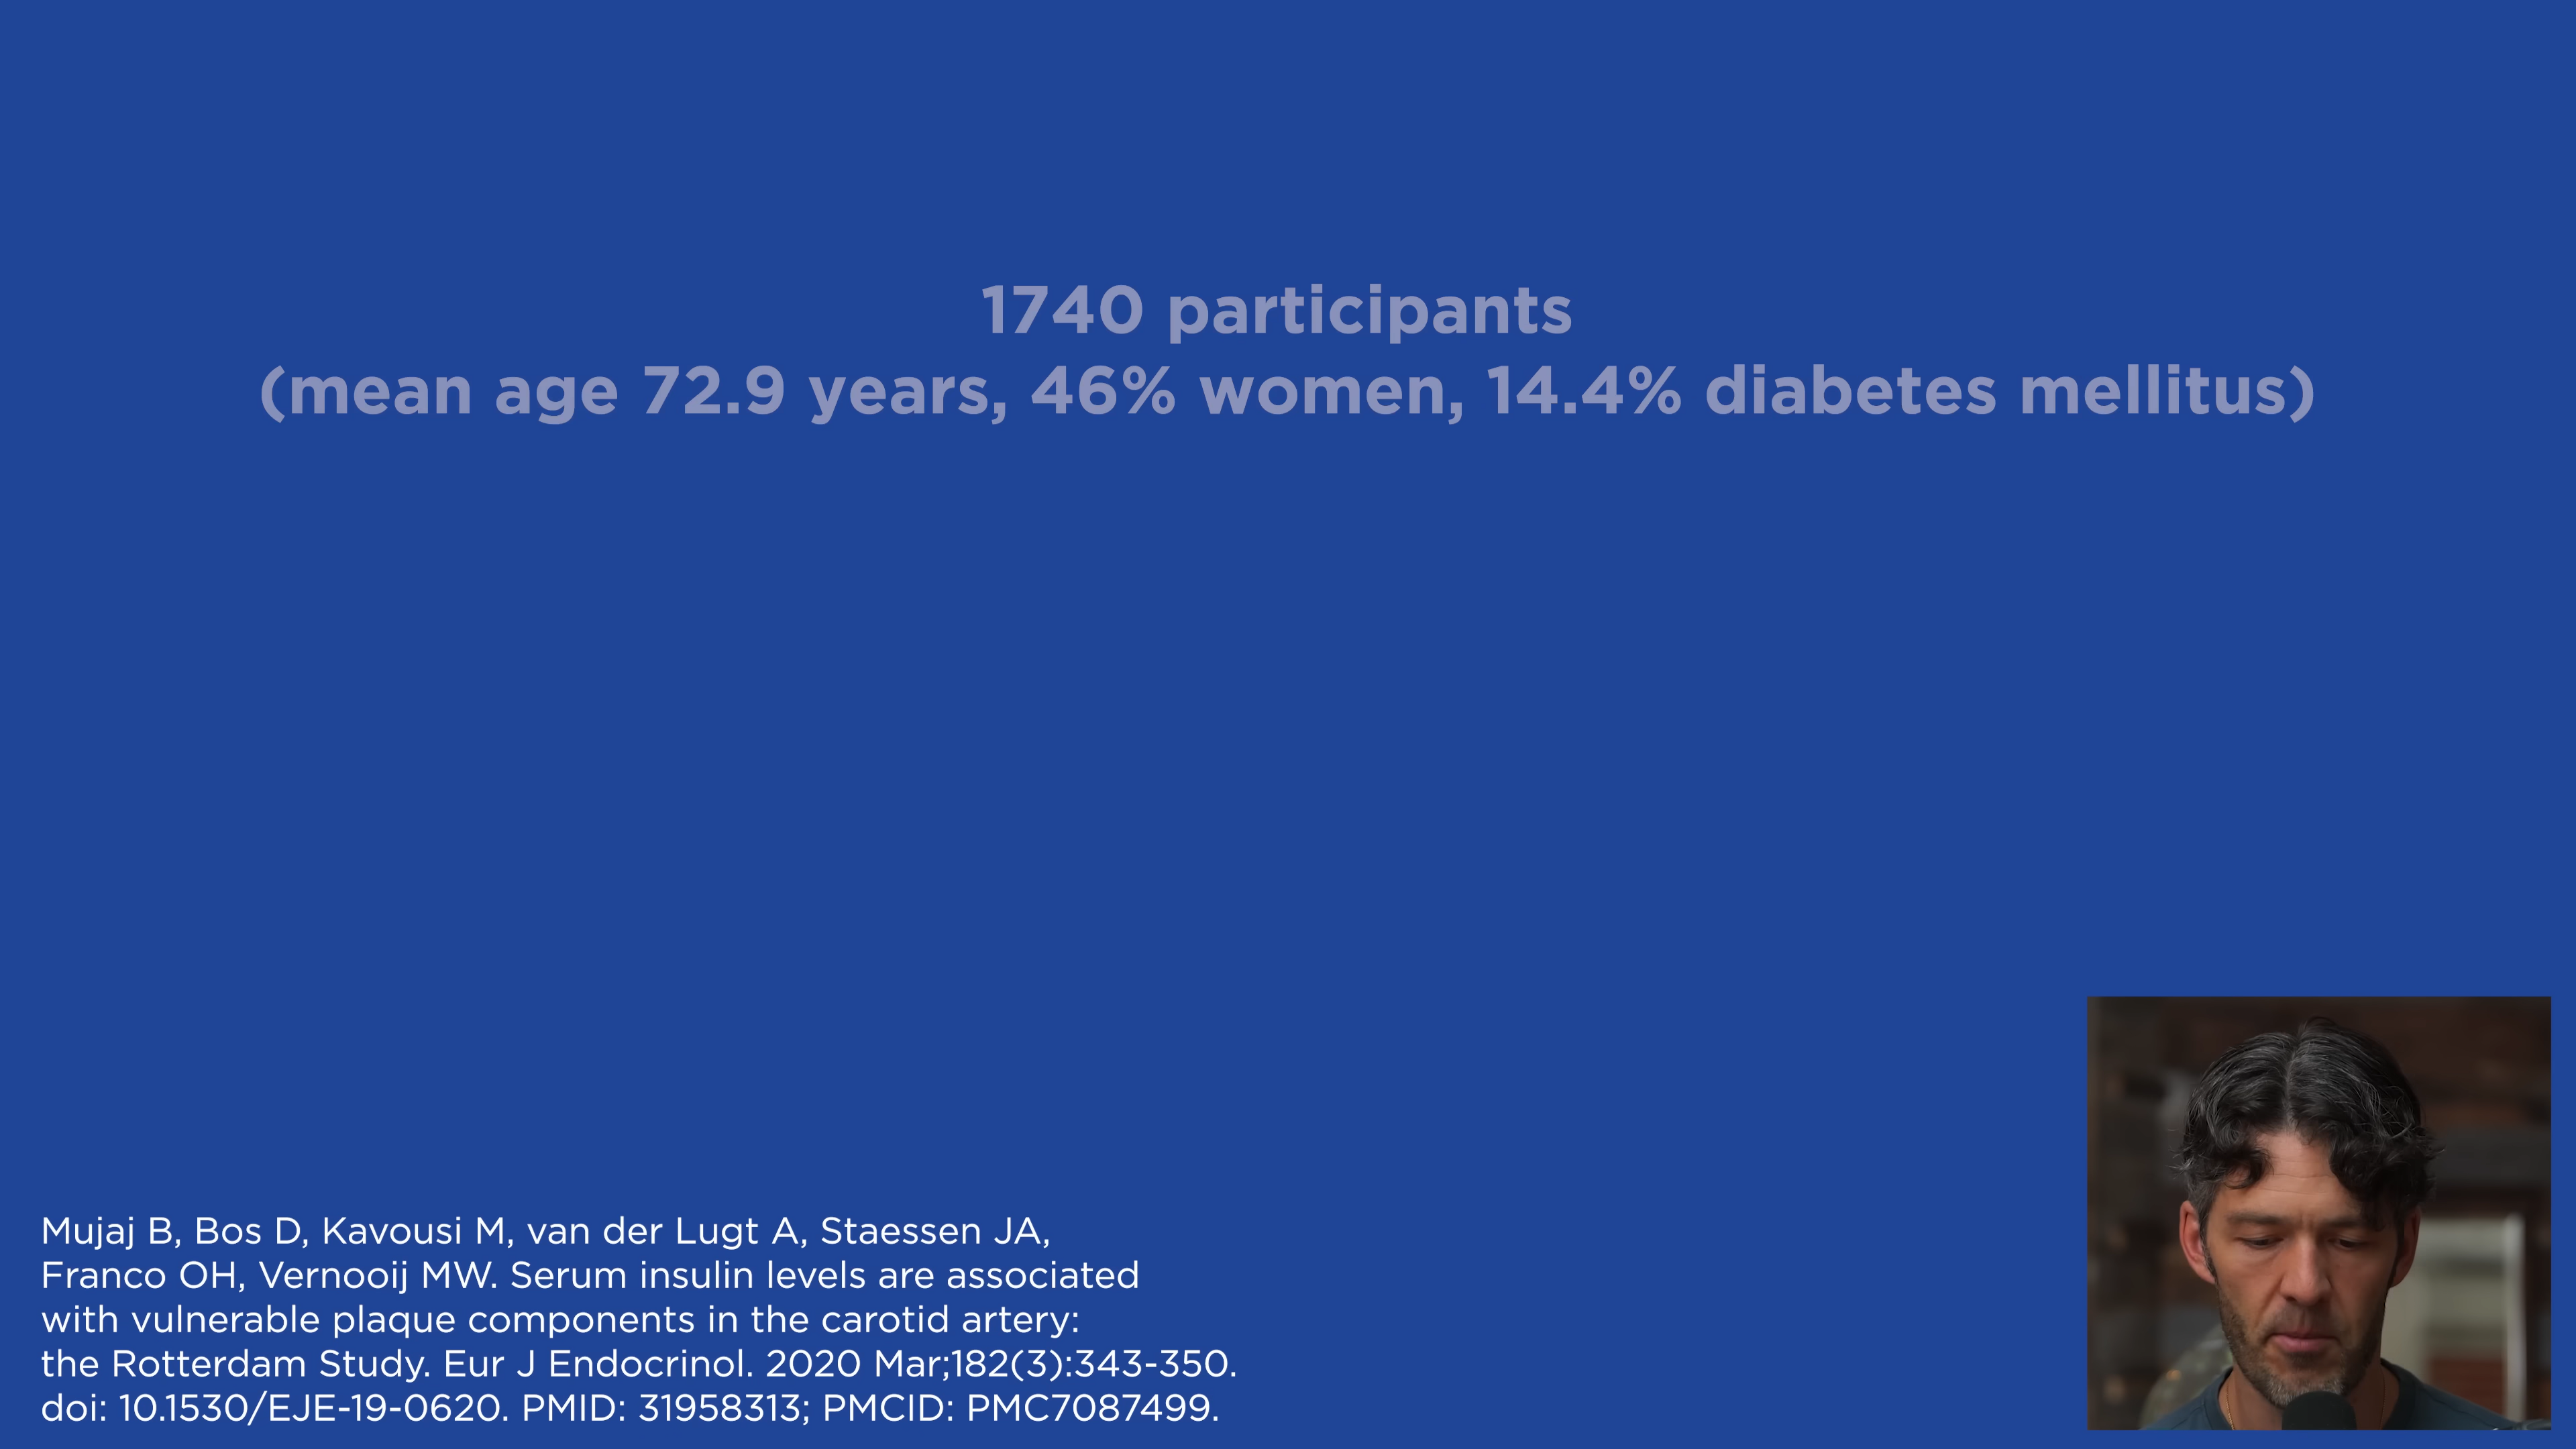 1740 participants
(mean age 72.9 years, 46% women, 14.4% diabetes mellitus)
Mujaj B, Bos D, Kavousi M, van der Lugt A, Staessen JA,
Franco OH, Vernooij MW. Serum insulin levels are associated
with vulnerable plaque components in the carotid artery:
the Rotterdam Study. Eur J Endocrinol. 2020 Mar;182(3):343-350.
doi: 10.1530/EJE-19-0620. PMID: 31958313; PMCID: PMC7087499.